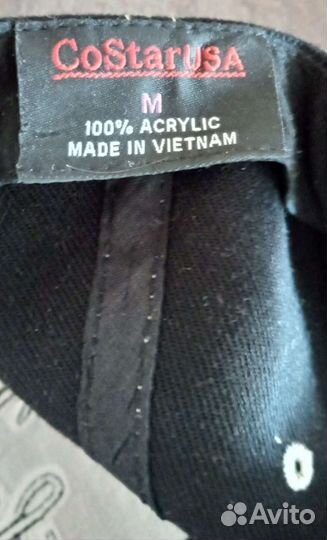 CoStarUSA
M
100% ACRYLIC
MADE IN VIETNAM
Avito